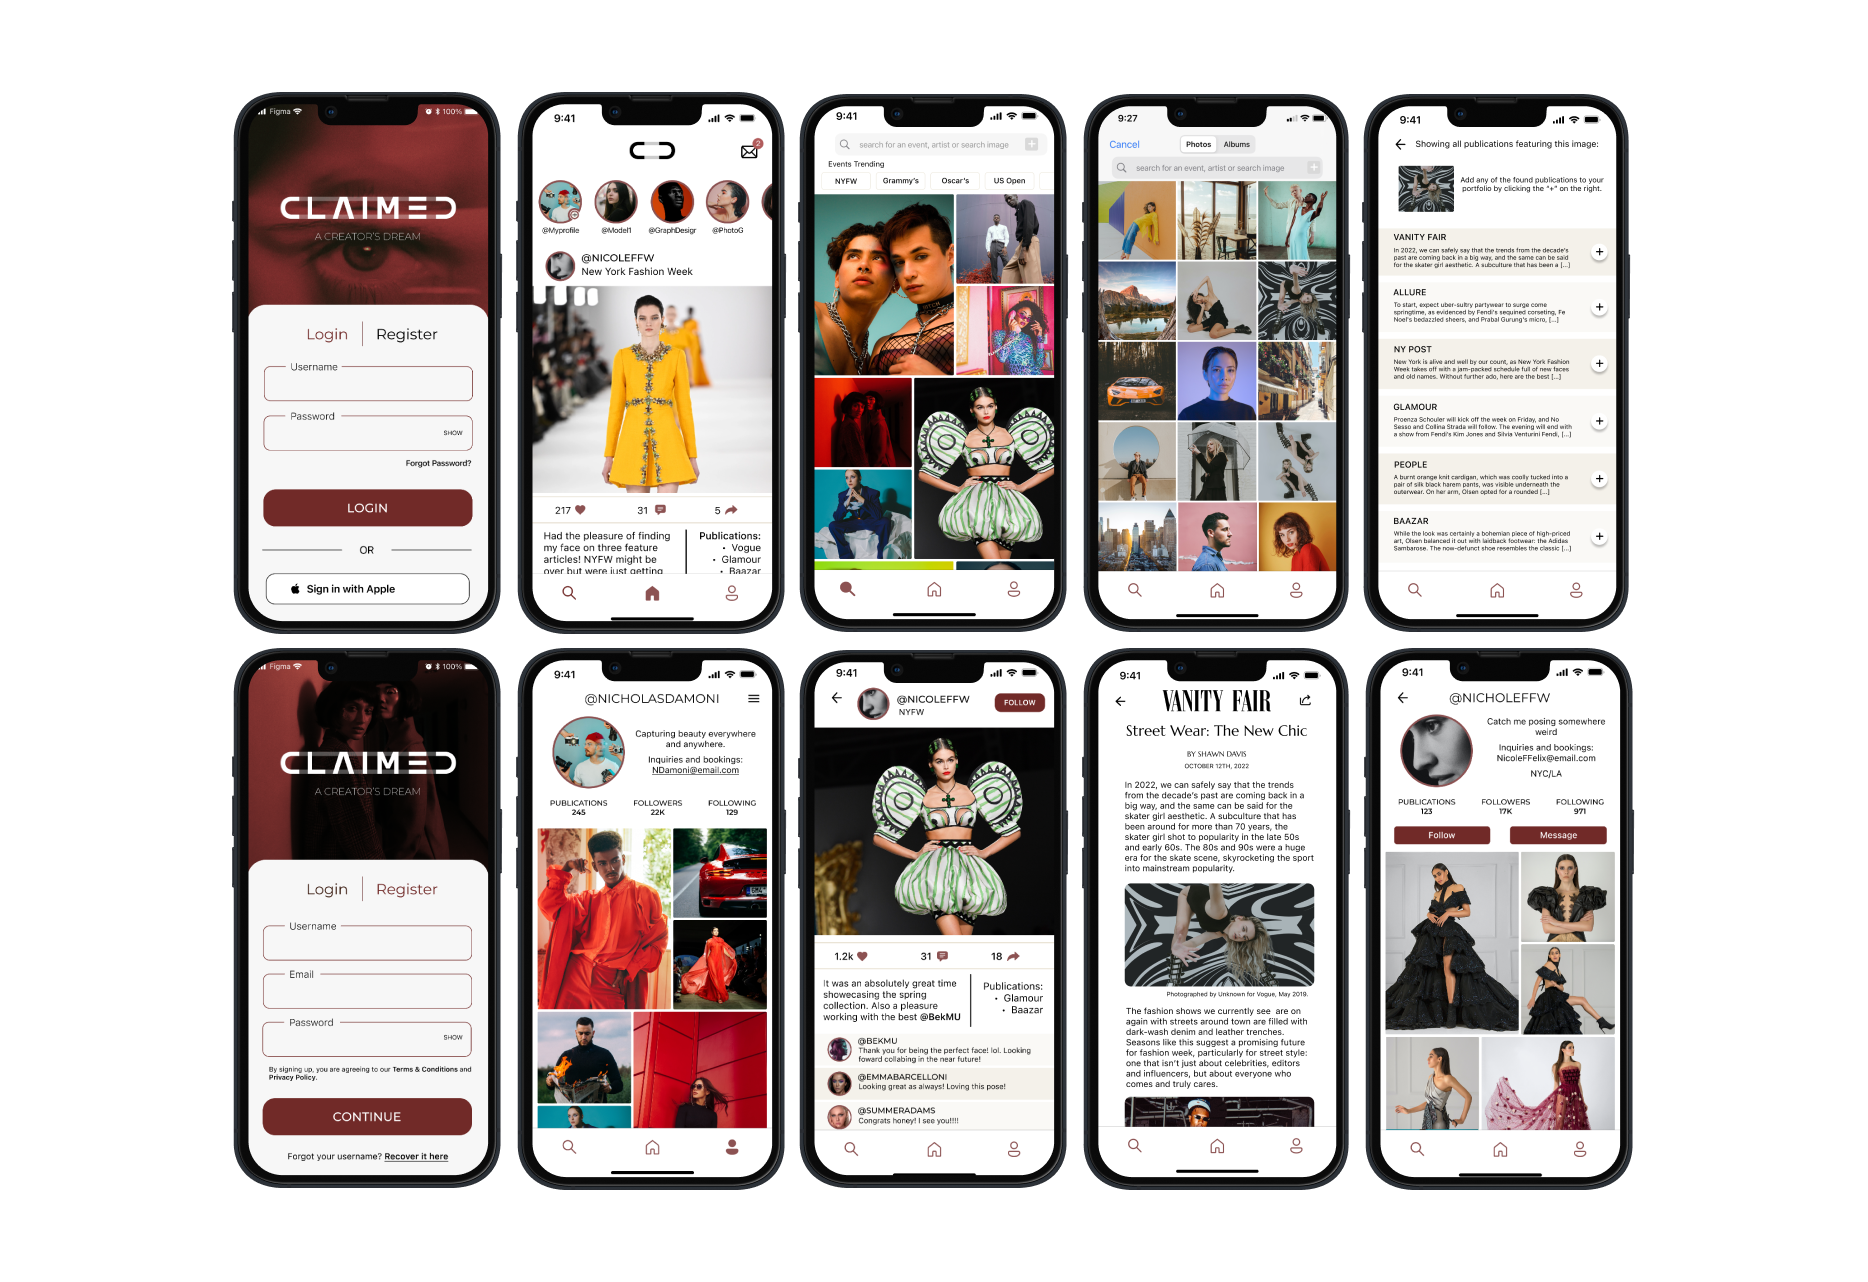 Figma
100%
CLAIMED
A CREATOR'S DREAM
Login
Register
Username
Password
SHOW
Forgot Password?
LOGIN
OR
Sign in with Apple
9:41
2
@Myprofile
@Model1
@GraphDesigr
@PhotoG
@NICOLEFFW
New York Fashion Week
217
31
5
Had the pleasure of finding
my face on three feature
articles! NYFW might be
over but were just getting
Publications:
• Vogue
• Glamour
• Baazar
9:41
search for an event, artist or search image
Events Trending
NYFW
Grammy's
Oscar's
US Open
9:27
Cancel
Photos
Albums
search for an event, artist or search image
9:41
Showing all publications featuring this image:
Add any of the found publications to your
portfolio by clicking the "+" on the right.
VANITY FAIR
In 2022, we can safely say that the trends from the decade's
past are coming back in a big way, and the same can be said
for the skater girl aesthetic. A subculture that has been a [...]
ALLURE
To start, expect uber-sultry partywear to surge come
springtime, as evidenced by Fendi's sequined corseting, Fe
Noel's bedazzled sheers, and Prabal Gurung's micro, [...]
NY POST
New York is alive and well by our count, as New York Fashion
Week takes off with a jam-packed schedule full of new faces
and old names. Without further ado, here are the best [...]
GLAMOUR
Proenza Schouler will kick off the week on Friday, and No
Sesso and Collina Strada will follow. The evening will end with
a show from Fendi's Kim Jones and Silvia Venturini Fendi, [...]
PEOPLE
A burnt orange knit cardigan, which was coolly tucked into a
pair of silk black harem pants, was visible underneath the
outerwear. On her arm, Olsen opted for a rounded [...]
BAAZAR
While the look was certainly a bohemian piece of high-priced
art, Olsen balanced it out with laidback footwear: the Adidas
Sambarose. The now-defunct shoe resembles the classic [...]
Figma
100%
CLAIMED
A CREATOR'S DREAM
Login
Register
Username
Email
Password
SHOW
By signing up, you are agreeing to our Terms & Conditions and
Privacy Policy.
CONTINUE
Forgot your username? Recover it here
9:41
@NICHOLASDAMONI
Capturing beauty everywhere
and anywhere.
Inquiries and bookings:
NDamoni@email.com
PUBLICATIONS
245
FOLLOWERS
22K
FOLLOWING
129
9:41
@NICOLEFFW
NYFW
FOLLOW
1.2k
31
18
It was an absolutely great time
showecasing the spring
collection. Also a pleasure
working with the best @BekMU
Publications:
• Glamour
• Baazar
@BEKMU
Thank you for being the perfect face! lol. Looking
foward collabing in the near future!
@EMMABARCELLONI
Looking great as always! Loving this pose!
@SUMMERADAMS
Congrats honey! I see you!!!!
9:41
VANITY FAIR
Street Wear: The New Chic
BY SHAWN DAVIS
OCTOBER 12TH, 2022
In 2022, we can safely say that the trends
from the decade's past are coming back in a
big way, and the same can be said for the
skater girl aesthetic. A subculture that has
been around for more than 70 years, the
skater girl shot to popularity in the late 50s
and early 60s. The 80s and 90s were a huge
era for the skate scene, skyrocketing the sport
into mainstream popularity.
Photographed by Unknown for Vogue, May 2019.
The fashion shows we currently see are on
again with streets around town are filled with
dark-wash denim and leather trenches.
Seasons like this suggest a promising future
for fashion week, particularly for street style:
one that isn't just about celebrities, editors
and influencers, but about everyone who
comes and truly cares.
9:41
@NICHOLEFFW
Catch me posing somewhere
weird
Inquiries and bookings:
NicoleFFelix@email.com
NYC/LA
PUBLICATIONS
123
FOLLOWERS
17K
FOLLOWING
971
Follow
Message